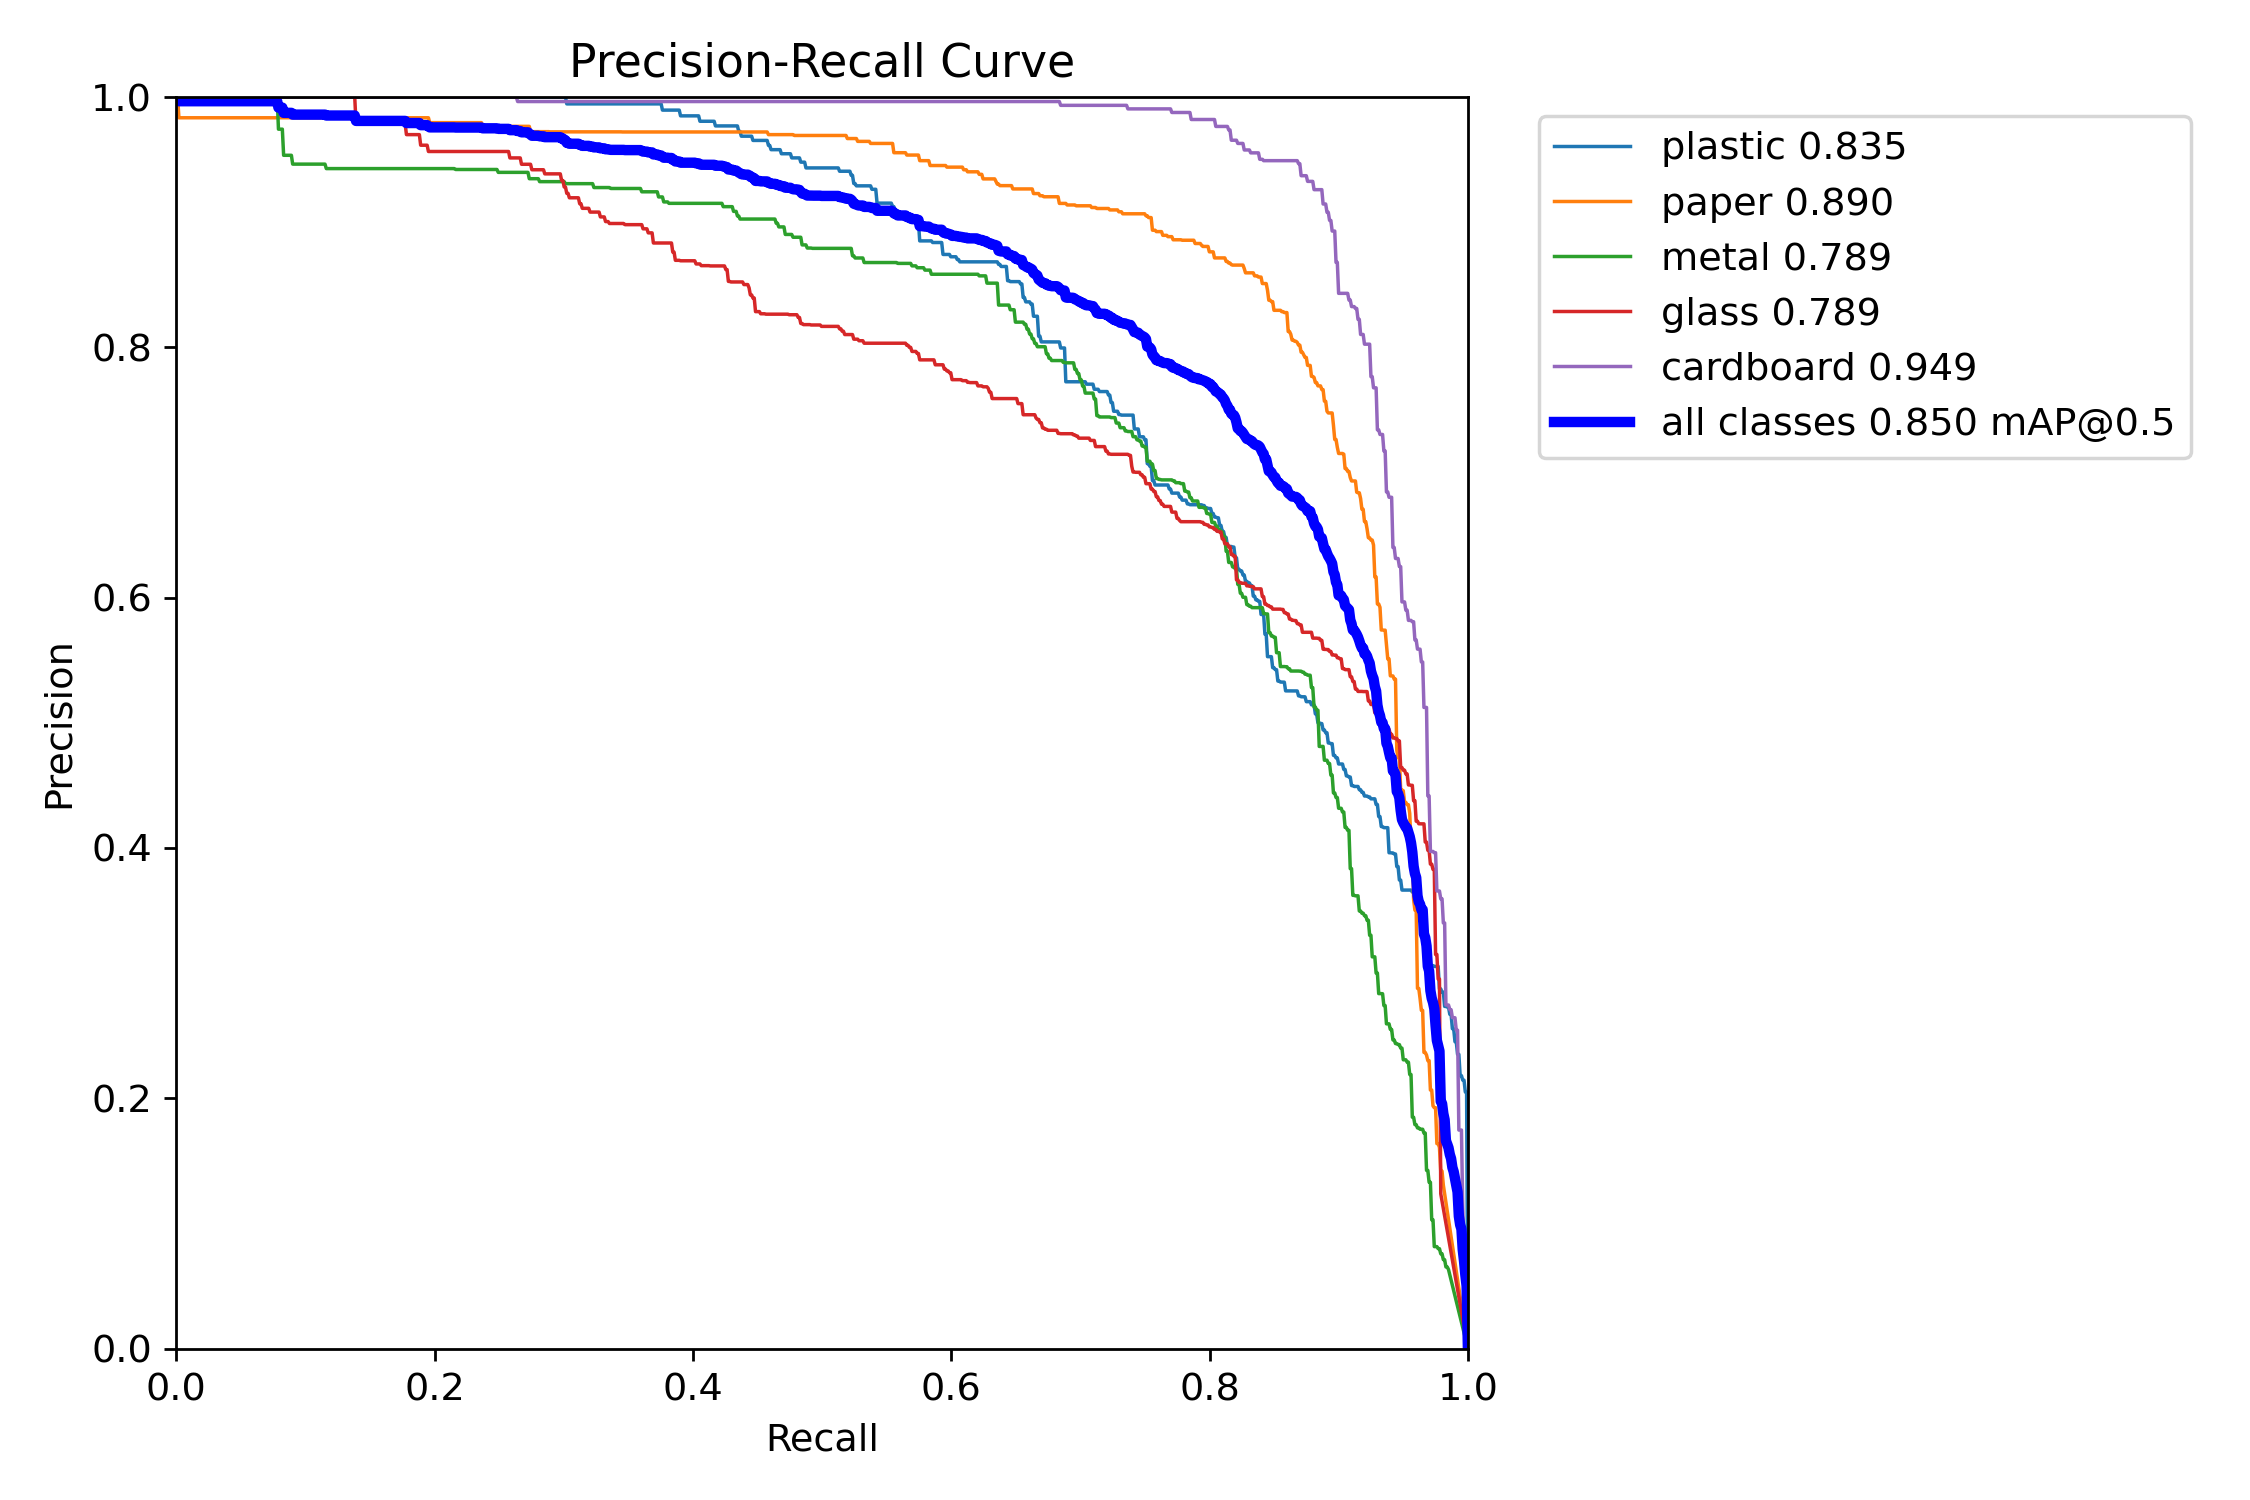 Precision-Recall Curve
1.0
0.8
0.6
0.4
0.2
0.0
Precision
0.0 0.2 0.4 0.6 0.8 1.0
Recall
plastic 0.835
paper 0.890
metal 0.789
glass 0.789
cardboard 0.949
all classes 0.850 mAP@0.5